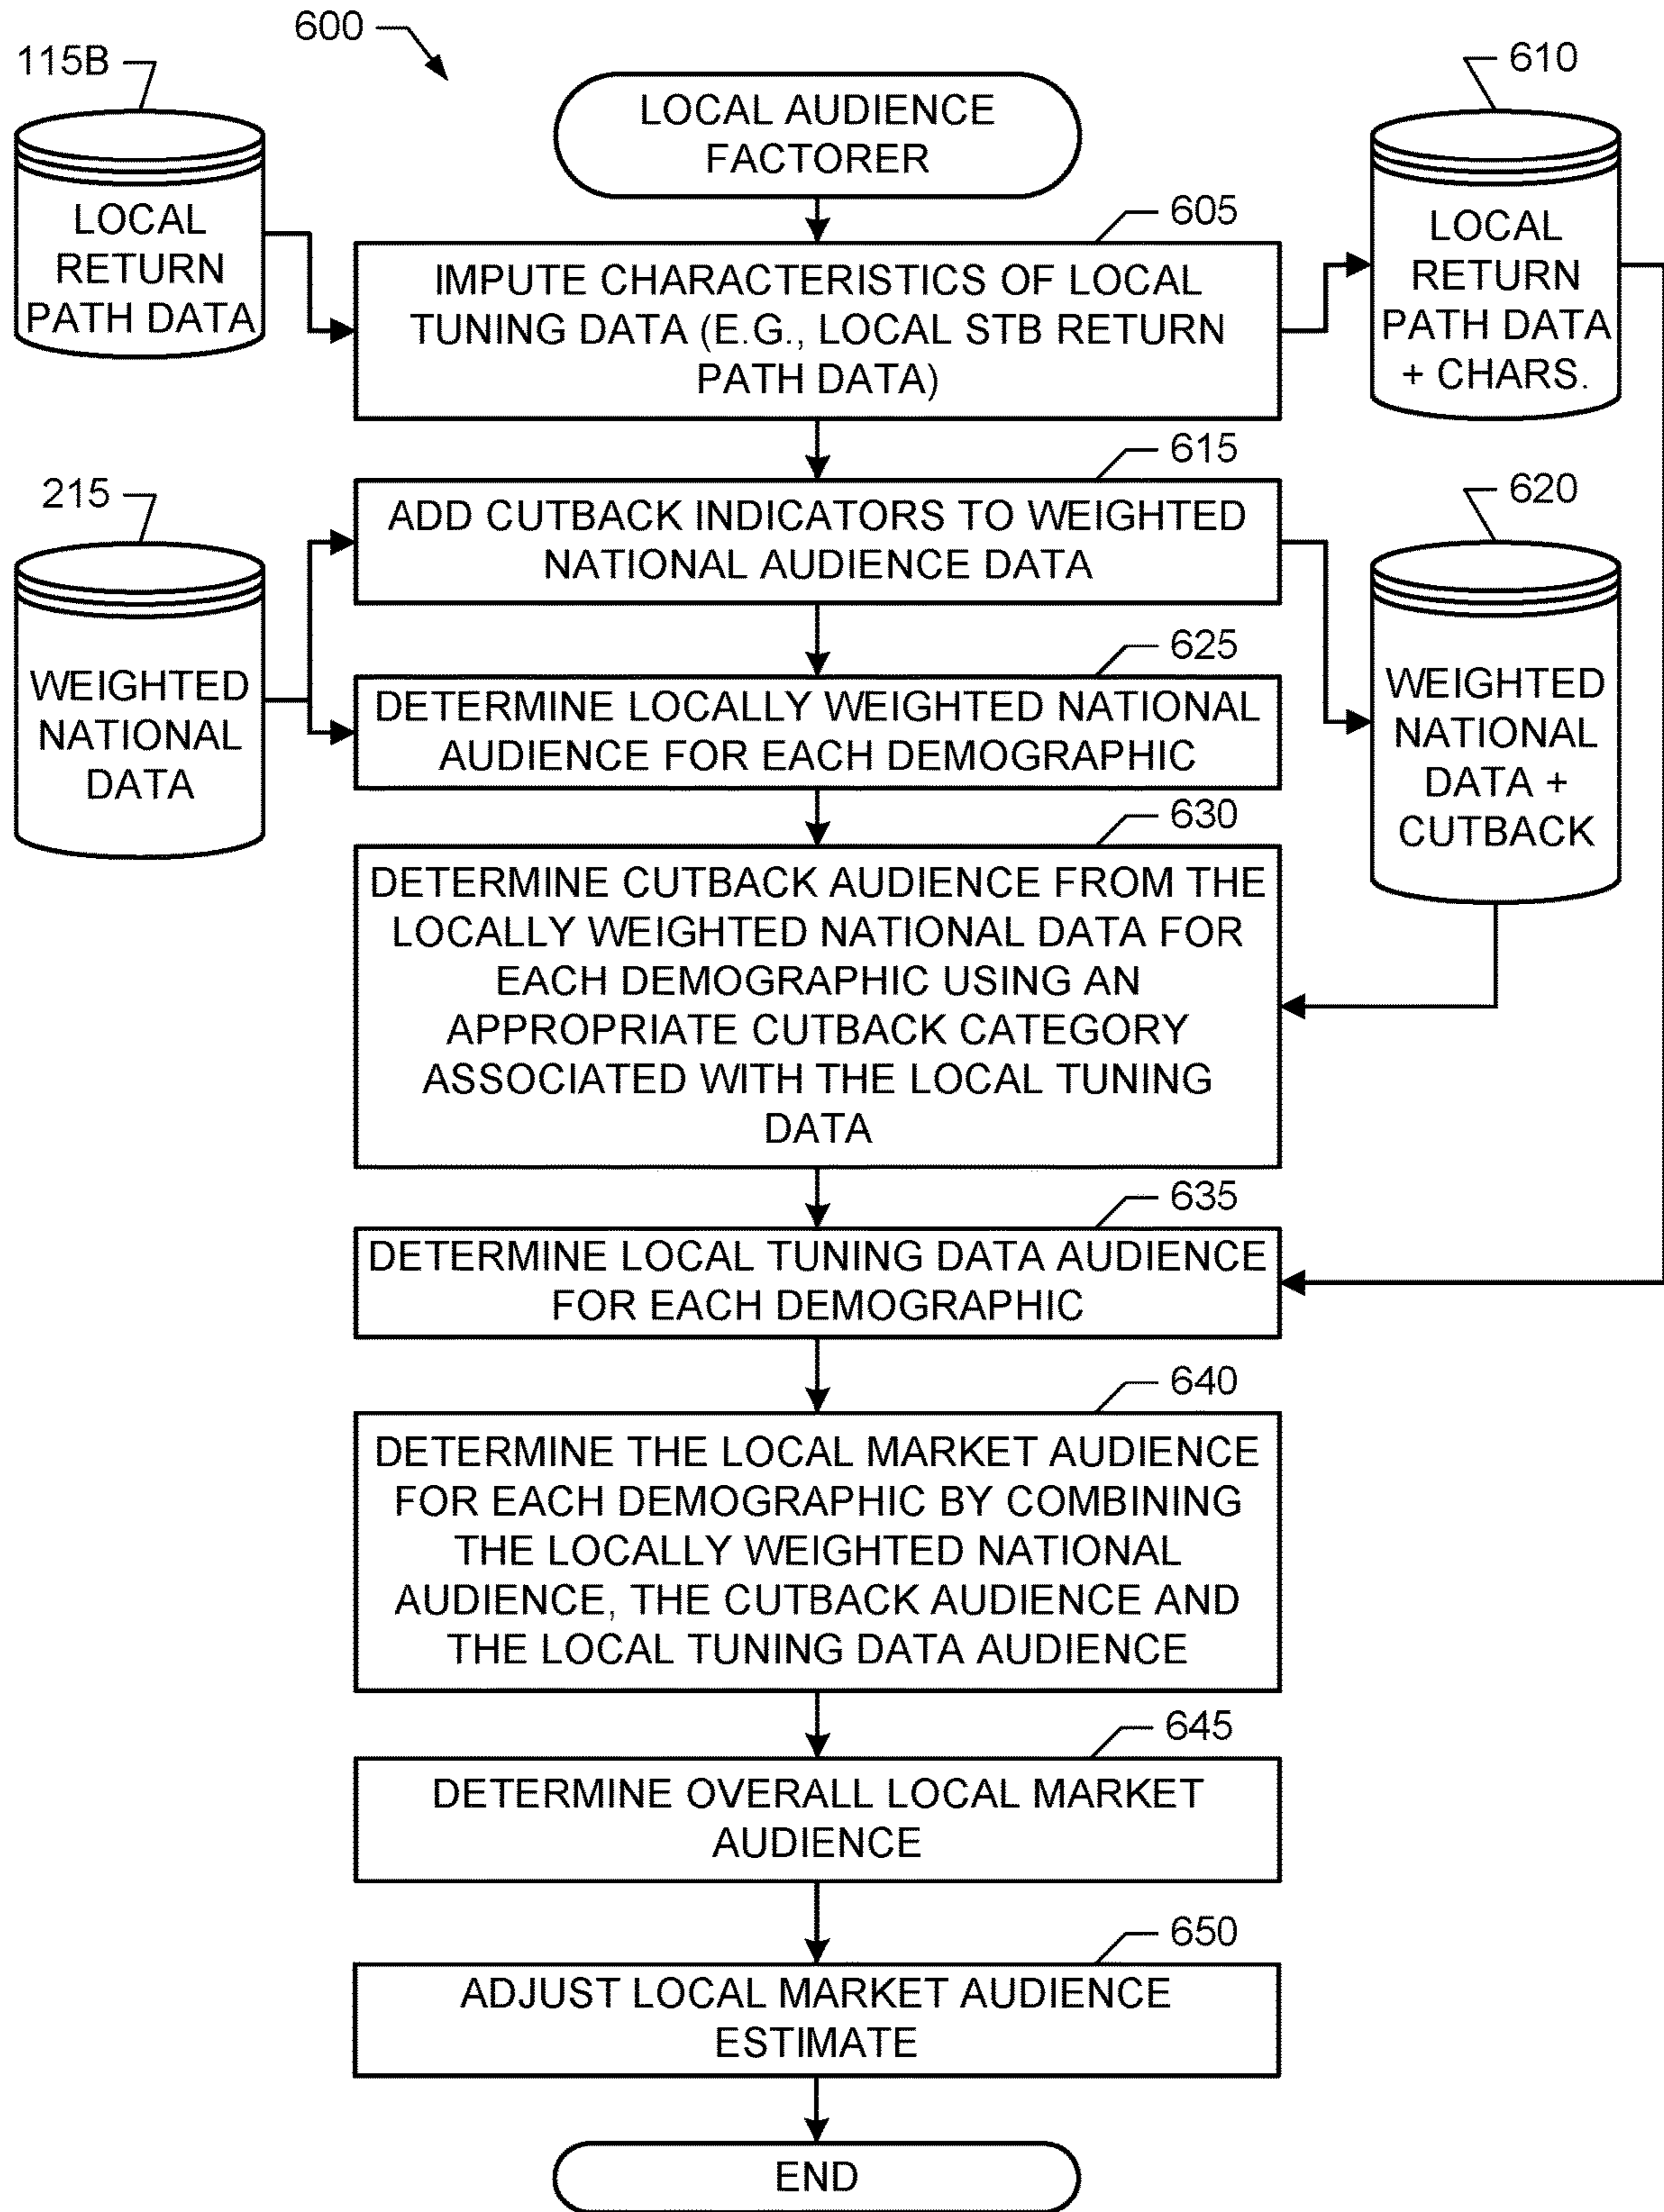 600
115B
LOCAL
RETURN
PATH DATA
LOCAL AUDIENCE
FACTORER
610
LOCAL
RETURN
PATH DATA
+ CHARS.
605
IMPUTE CHARACTERISTICS OF LOCAL
TUNING DATA (E.G., LOCAL STB RETURN
PATH DATA)
215
WEIGHTED
NATIONAL
DATA
615
ADD CUTBACK INDICATORS TO WEIGHTED
NATIONAL AUDIENCE DATA
620
WEIGHTED
NATIONAL
DATA +
CUTBACK
625
DETERMINE LOCALLY WEIGHTED NATIONAL
AUDIENCE FOR EACH DEMOGRAPHIC
630
DETERMINE CUTBACK AUDIENCE FROM THE
LOCALLY WEIGHTED NATIONAL DATA FOR
EACH DEMOGRAPHIC USING AN
APPROPRIATE CUTBACK CATEGORY
ASSOCIATED WITH THE LOCAL TUNING
DATA
635
DETERMINE LOCAL TUNING DATA AUDIENCE
FOR EACH DEMOGRAPHIC
640
DETERMINE THE LOCAL MARKET AUDIENCE
FOR EACH DEMOGRAPHIC BY COMBINING
THE LOCALLY WEIGHTED NATIONAL
AUDIENCE, THE CUTBACK AUDIENCE AND
THE LOCAL TUNING DATA AUDIENCE
645
DETERMINE OVERALL LOCAL MARKET
AUDIENCE
650
ADJUST LOCAL MARKET AUDIENCE
ESTIMATE
END